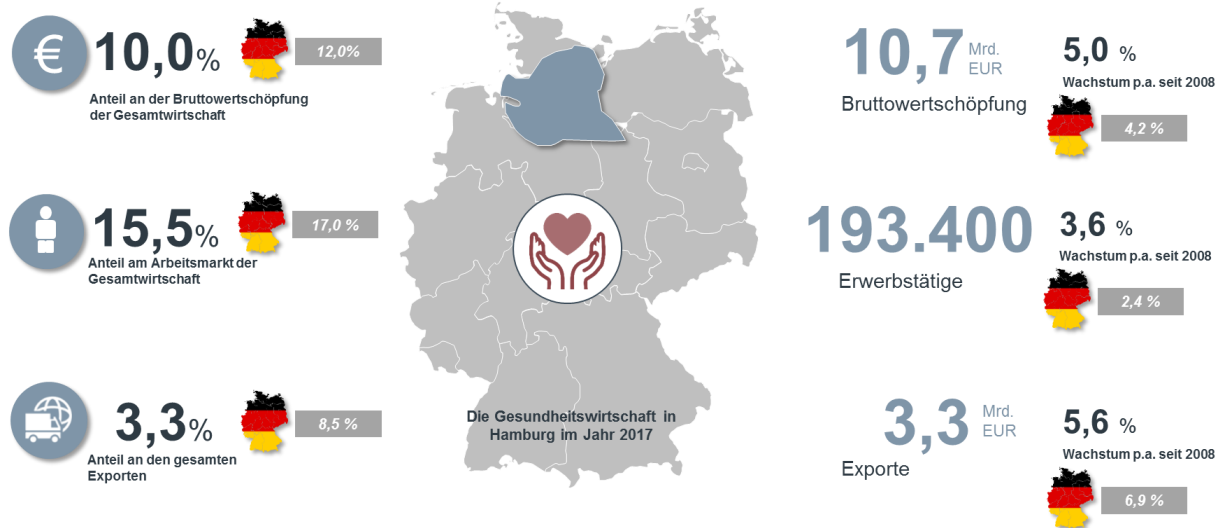 €
10,0%
12,0%
Anteil an der Bruttowertschöpfung
der Gesamtwirtschaft
15,5%
17,0 %
Anteil am Arbeitsmarkt der
Gesamtwirtschaft
3,3%
8,5 %
Anteil an den gesamten
Exporten
Die Gesundheitswirtschaft in
Hamburg im Jahr 2017
10,7 Mrd.
EUR
Bruttowertschöpfung
5,0 %
Wachstum p.a. seit 2008
4,2 %
193.400
Erwerbstätige
3,6 %
Wachstum p.a. seit 2008
2,4 %
3,3 Mrd.
EUR
Exporte
5,6 %
Wachstum p.a. seit 2008
6,9 %